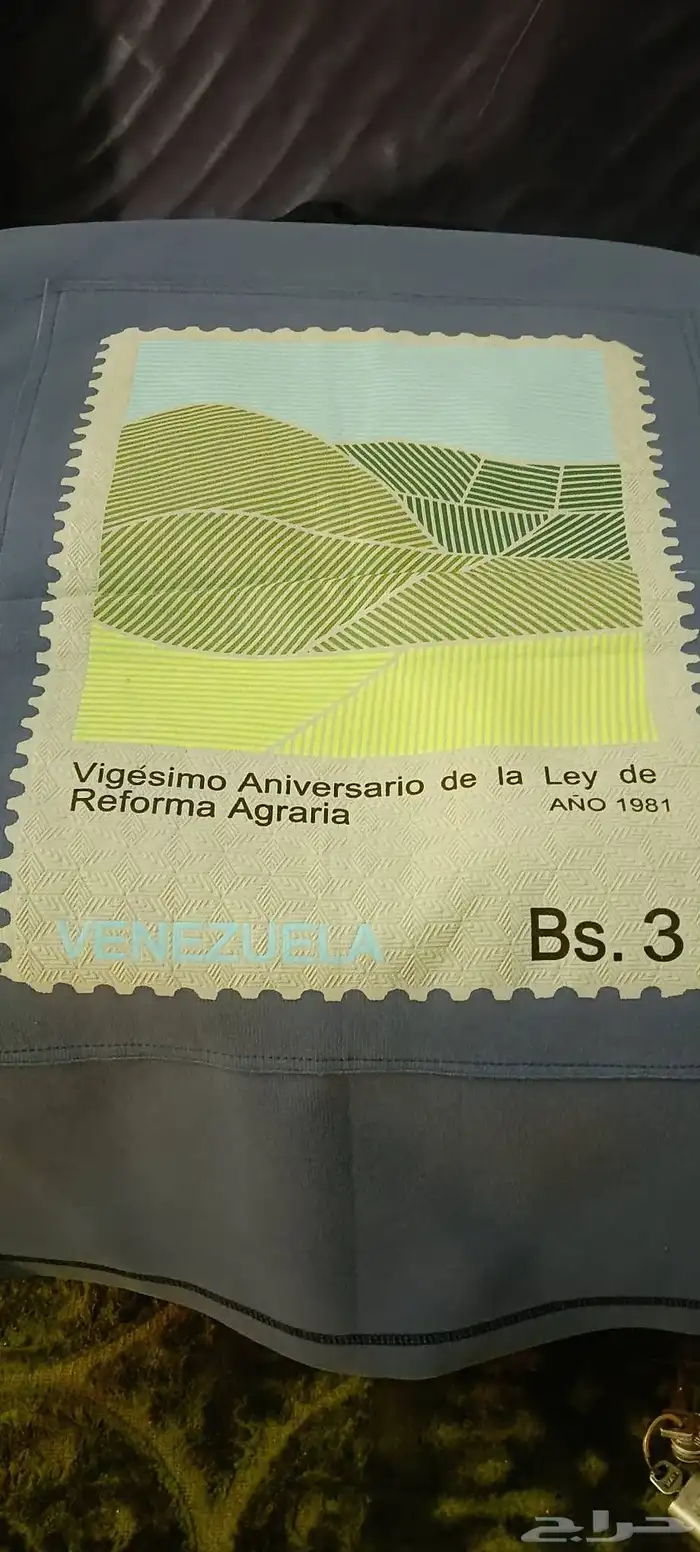 Vigésimo Aniversario de la Ley de
Reforma Agraria
AÑO 1981
VENEZUELA
Bs. 3
حراج